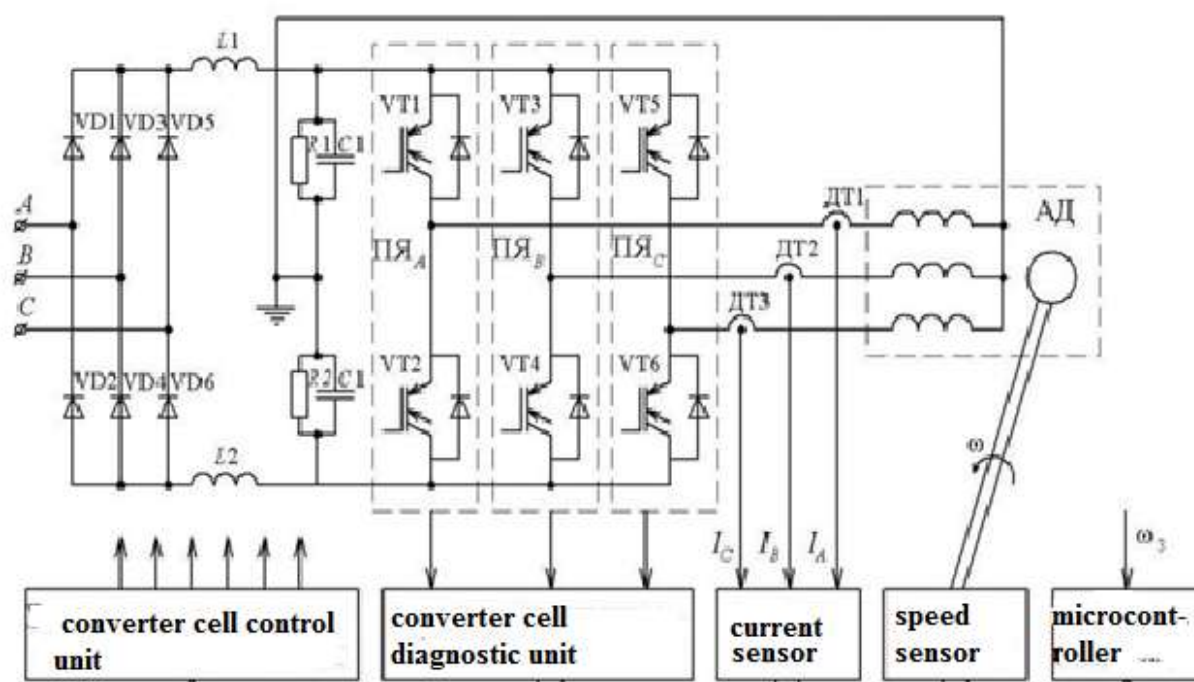 L1
VD1 VD3 VD5
VT1
VT3
VT5
R1 C1
A
B
C
ДТ1
ДТ2
ДТ3
АД
ПЯA
ПЯB
ПЯC
VD2 VD4 VD6
R2 C1
VT2
VT4
VT6
L2
ω
IC
IB
IA
ω3
converter cell control
unit
converter cell
diagnostic unit
current
sensor
speed
sensor
microcont-
roller